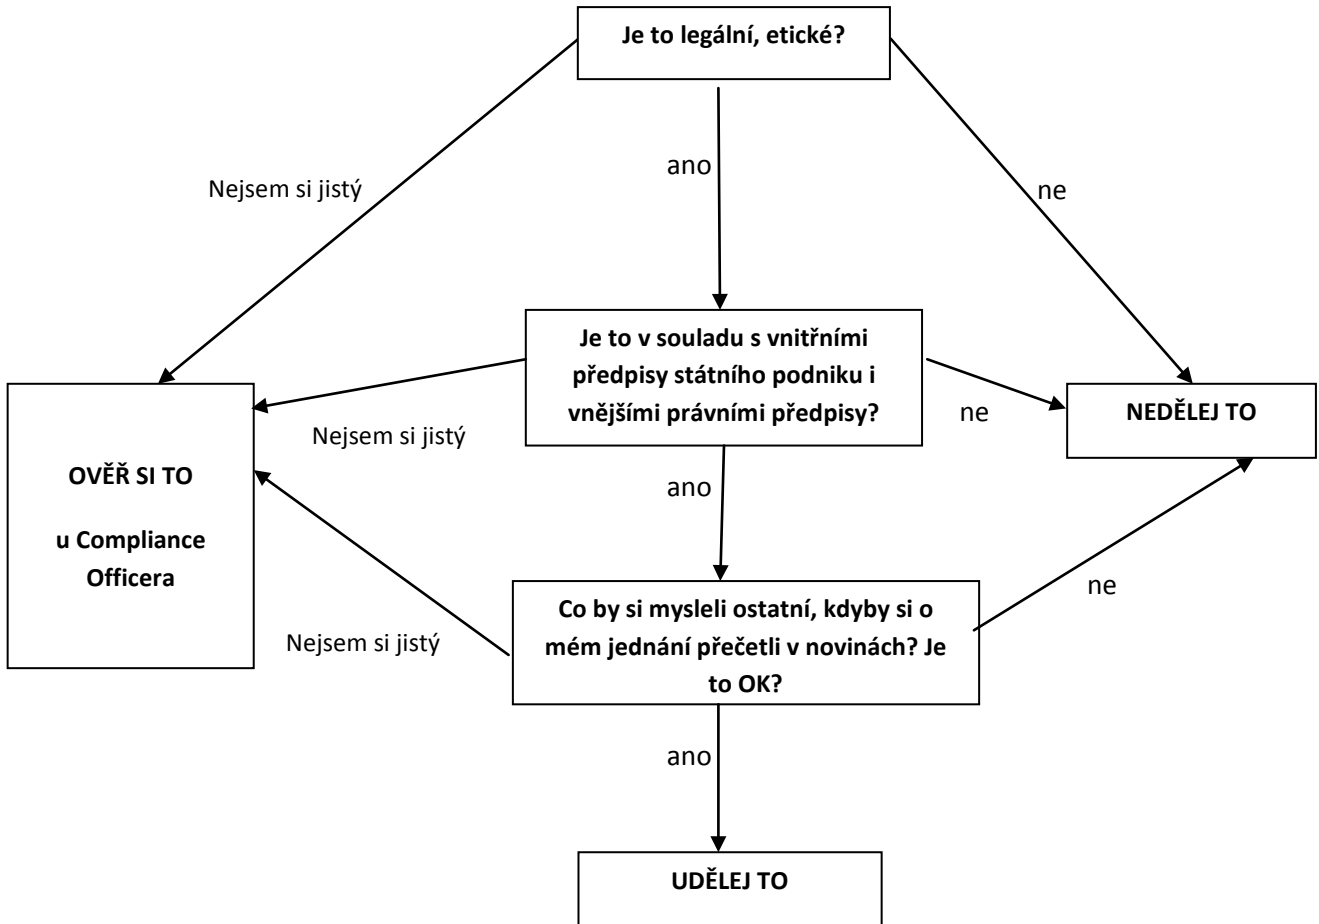 Je to legální, etické?
ano
Nejsem si jistý
ne
Je to v souladu s vnitřními
předpisy státního podniku i
vnějšími právními předpisy?
NEDĚLEJ TO
ne
Nejsem si jistý
OVĚŘ SI TO
u Compliance
Officera
ano
Co by si mysleli ostatní, kdyby si o
mém jednání přečetli v novinách? Je
to OK?
ne
Nejsem si jistý
ano
UDĚLEJ TO